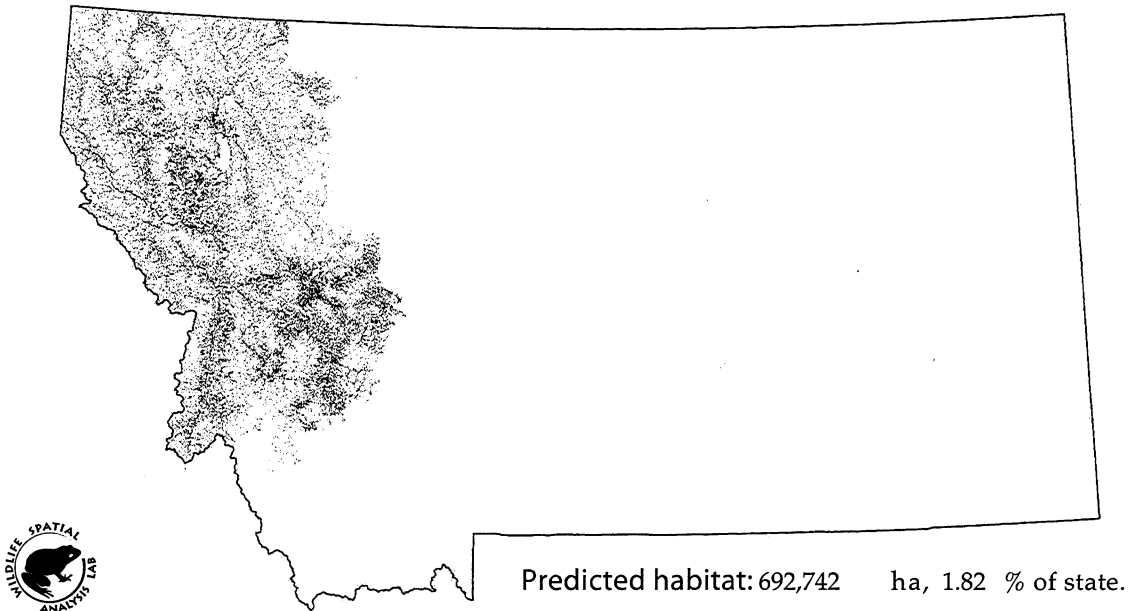 WILDLIFE SPATIAL ANALYSIS LAB
Predicted habitat: 692,742 ha, 1.82 % of state.